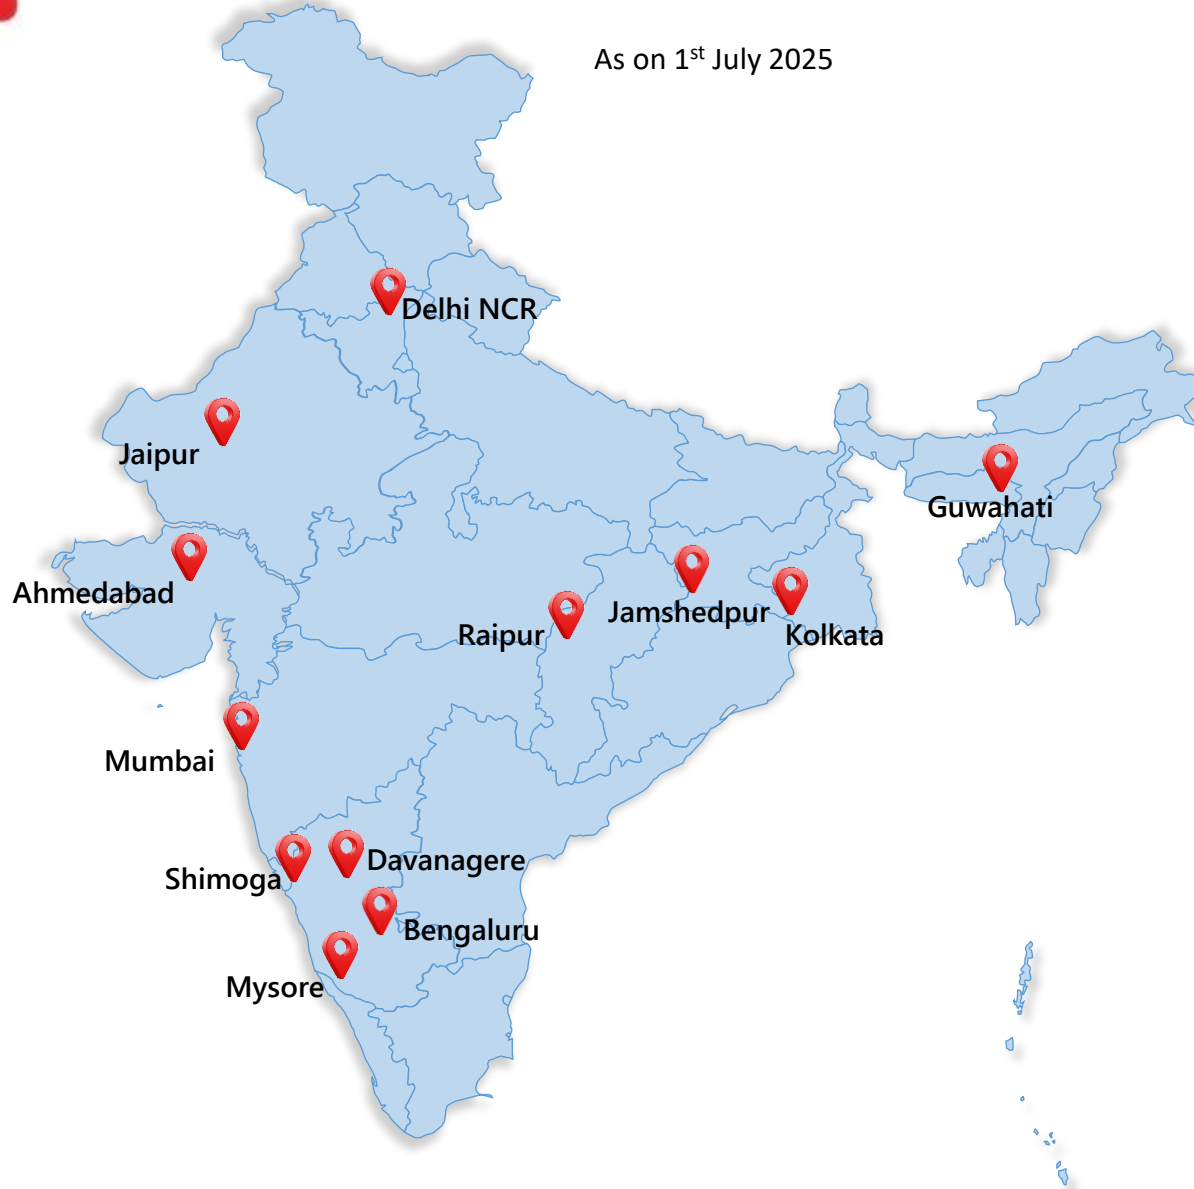 As on 1st July 2025
Delhi NCR
Jaipur
Guwahati
Ahmedabad
Jamshedpur
Raipur
Kolkata
Mumbai
Davanagere
Shimoga
Bengaluru
Mysore